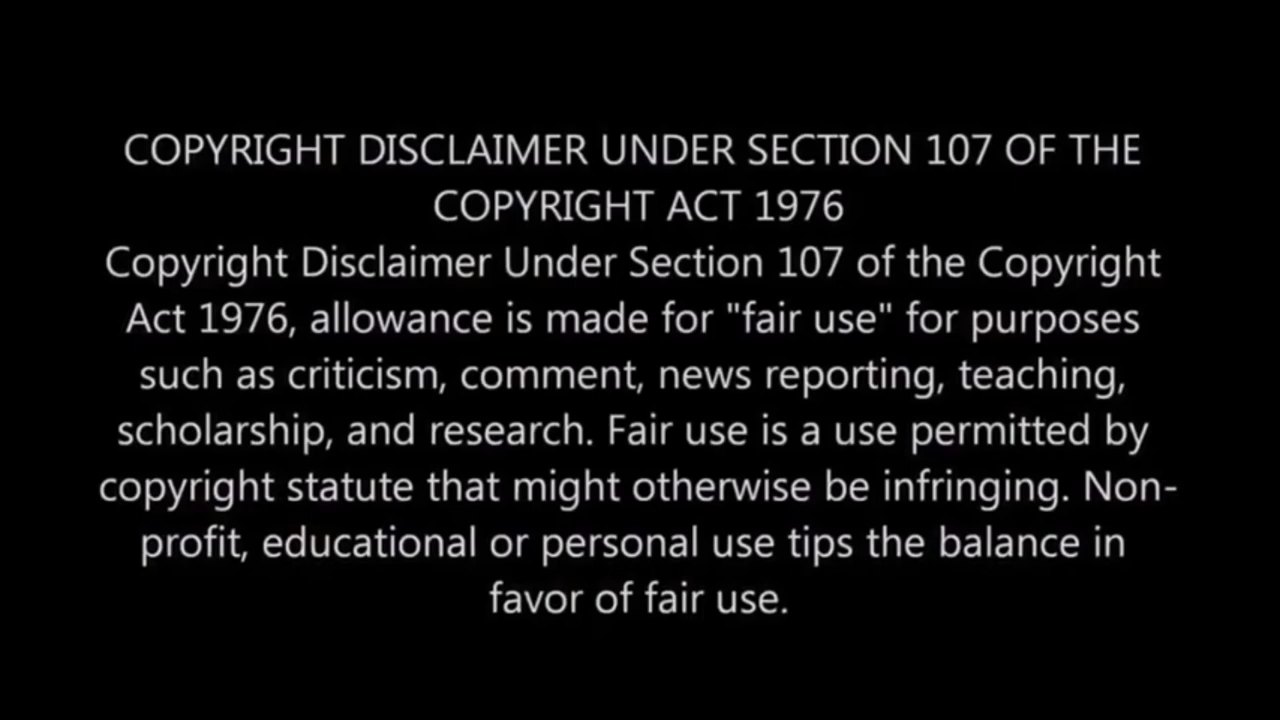 COPYRIGHT DISCLAIMER UNDER SECTION 107 OF THE
COPYRIGHT ACT 1976
Copyright Disclaimer Under Section 107 of the Copyright
Act 1976, allowance is made for "fair use" for purposes
such as criticism, comment, news reporting, teaching,
scholarship, and research. Fair use is a use permitted by
copyright statute that might otherwise be infringing. Non-
profit, educational or personal use tips the balance in
favor of fair use.